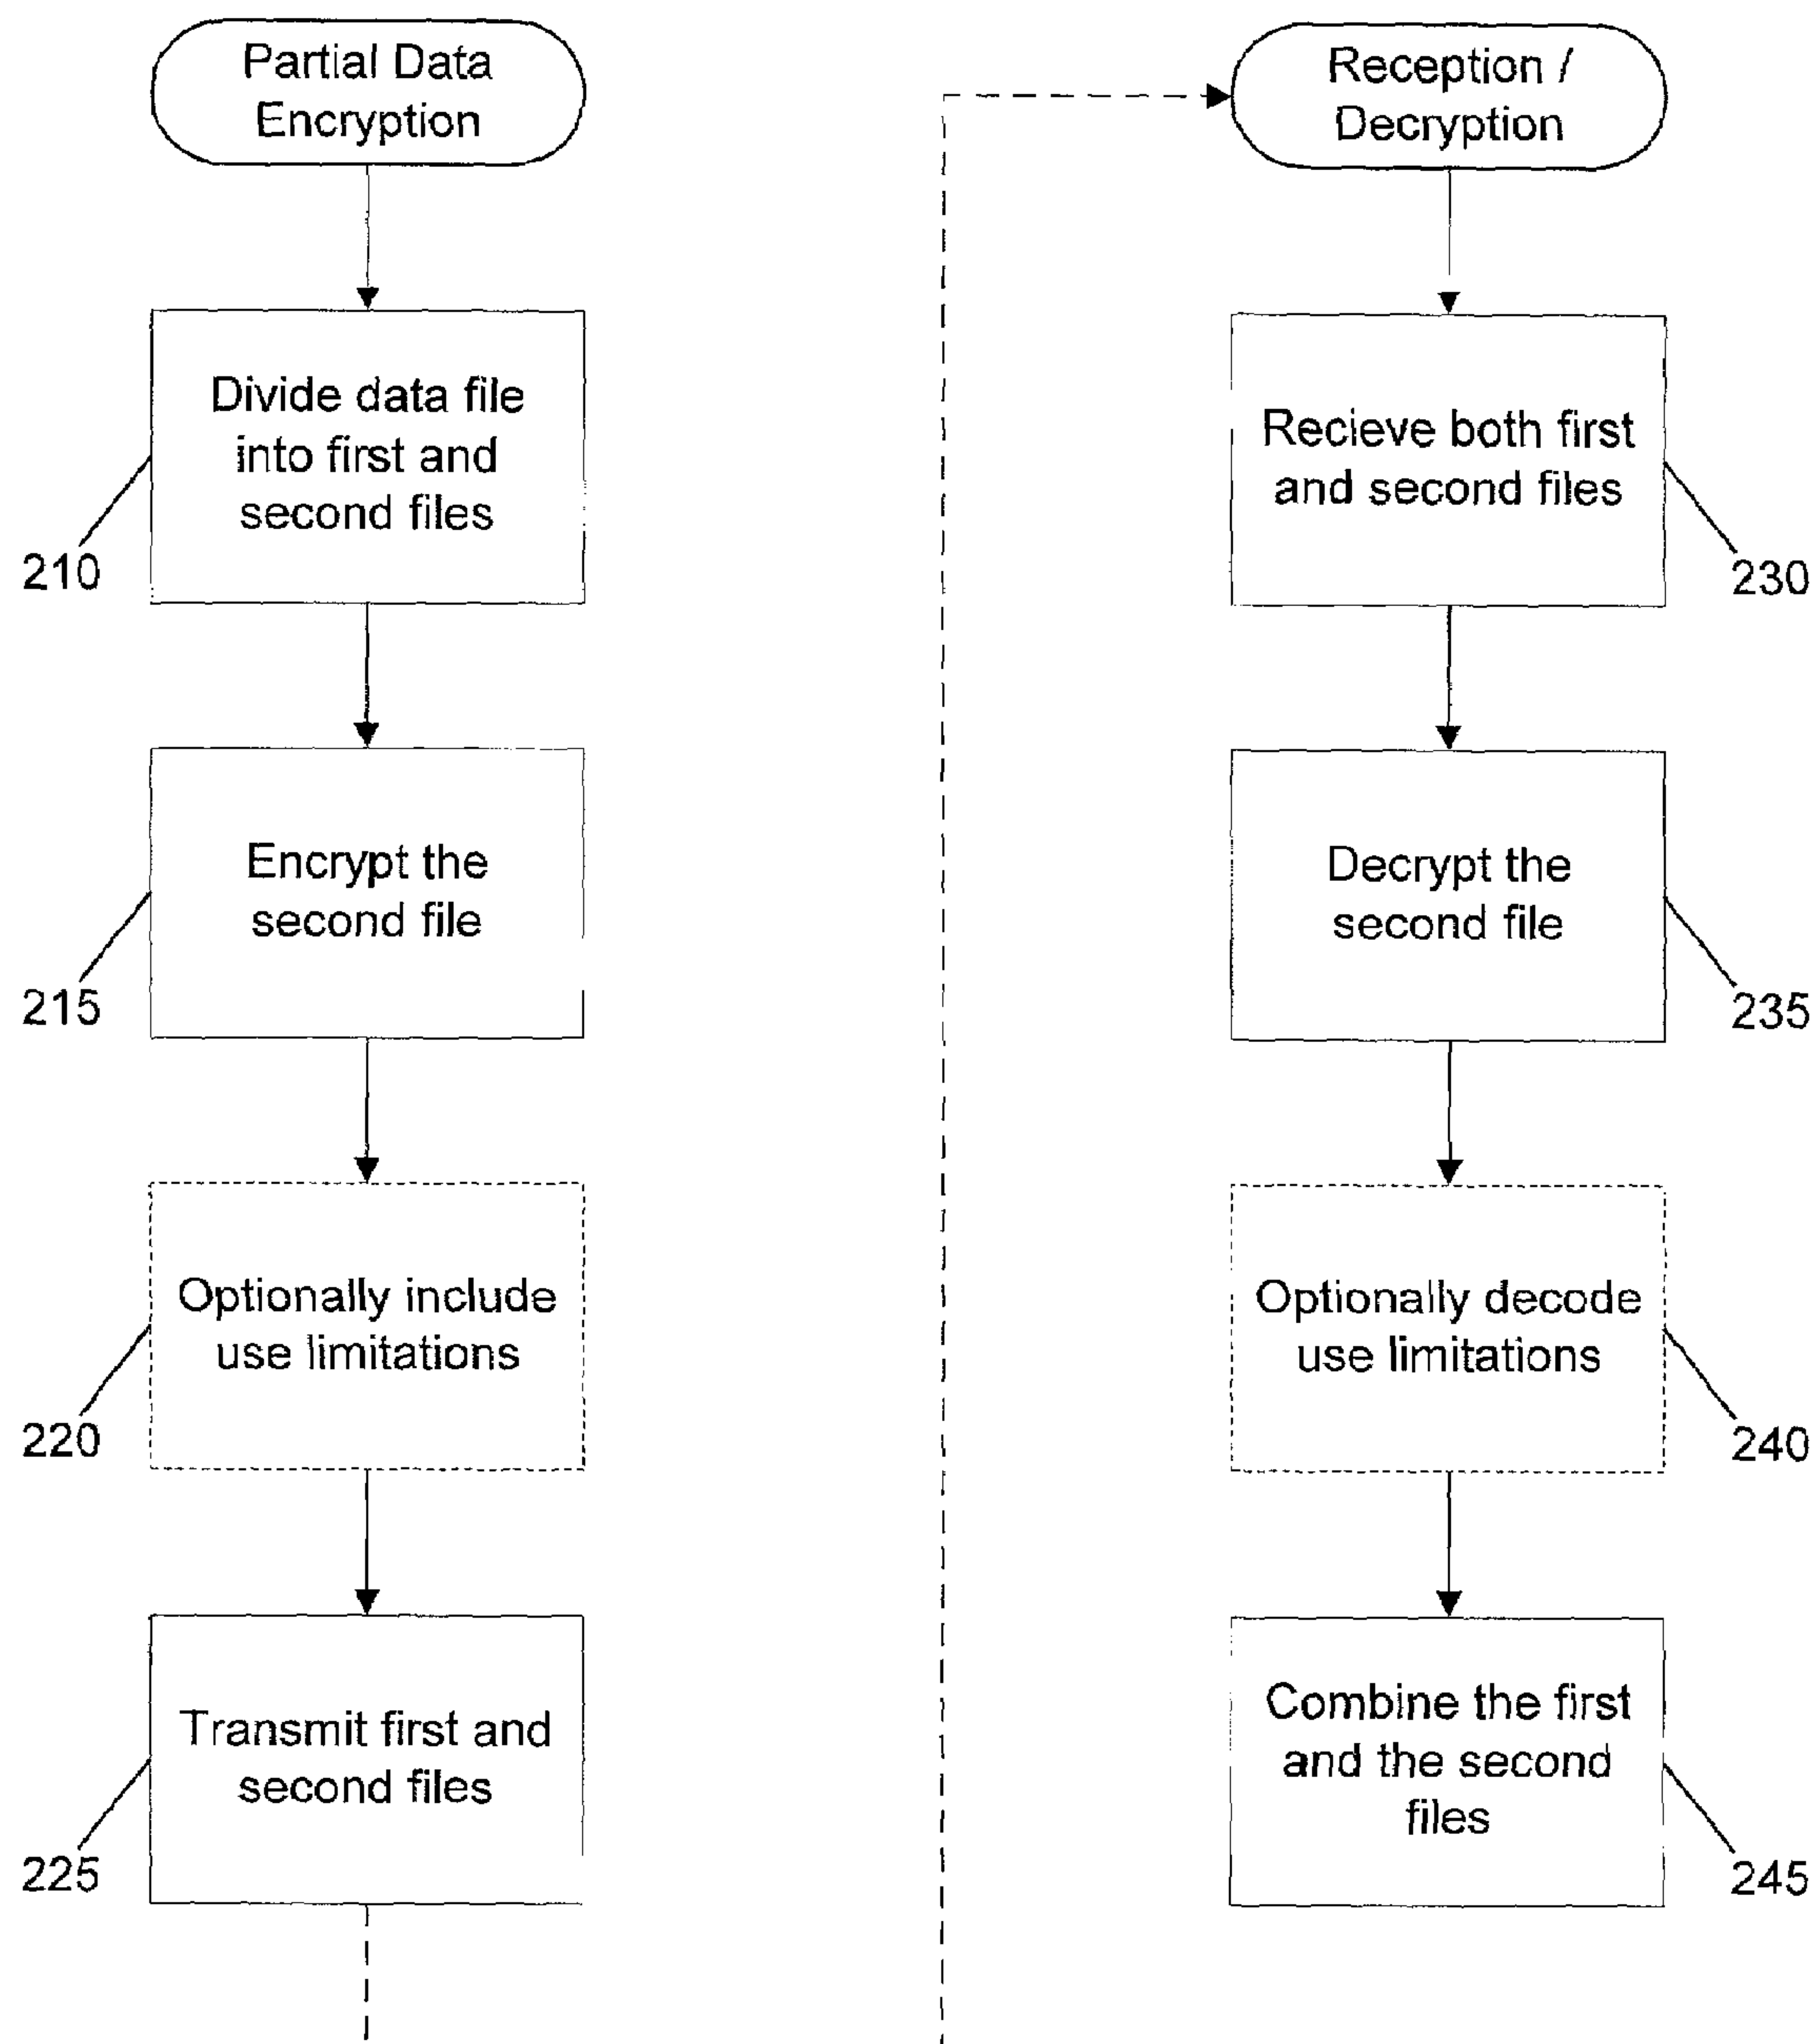 Partial Data
Encryption
Divide data file
into first and
second files
210
Encrypt the
second file
215
Optionally include
use limitations
220
Transmit first and
second files
225
Reception /
Decryption
Recieve both first
and second files
230
Decrypt the
second file
235
Optionally decode
use limitations
240
Combine the first
and the second
files
245